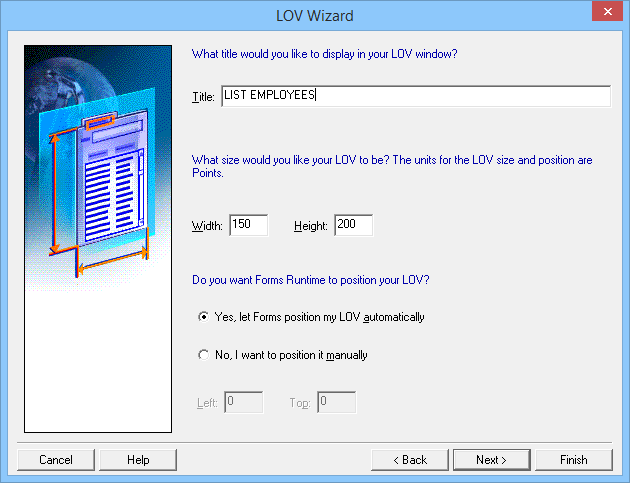 LOV Wizard
What title would you like to display in your LOV window?
Title: LIST EMPLOYEES
What size would you like your LOV to be? The units for the LOV size and position are
Points.
Width: 150 Height: 200
Do you want Forms Runtime to position your LOV?
Yes, let Forms position my LOV automatically
No, I want to position it manually
Left: 0 Top: 0
Cancel Help < Back Next > Finish